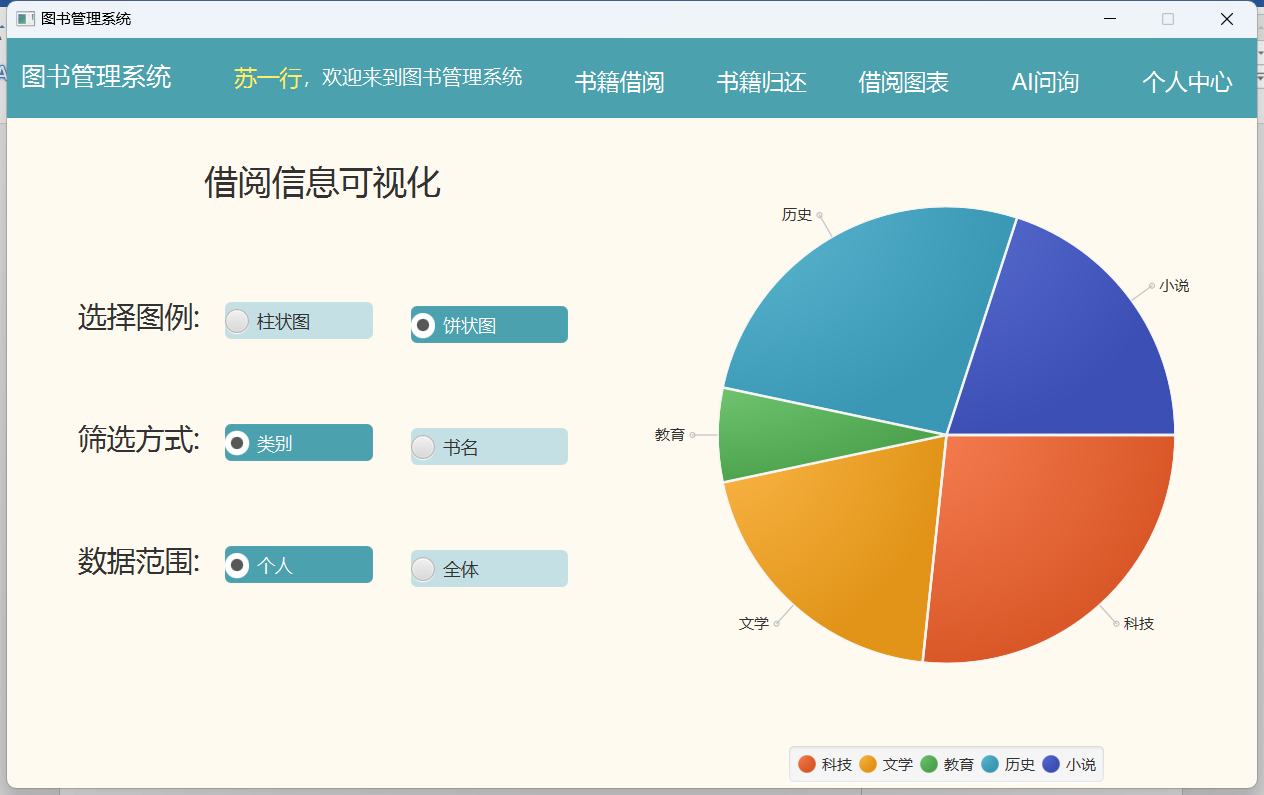 图书管理系统
图书管理系统 苏一行，欢迎来到图书管理系统 书籍借阅 书籍归还 借阅图表 AI问询 个人中心
借阅信息可视化
选择图例: 柱状图 饼状图
筛选方式: 类别 书名
数据范围: 个人 全体
历史
小说
教育
文学
科技
科技 文学 教育 历史 小说